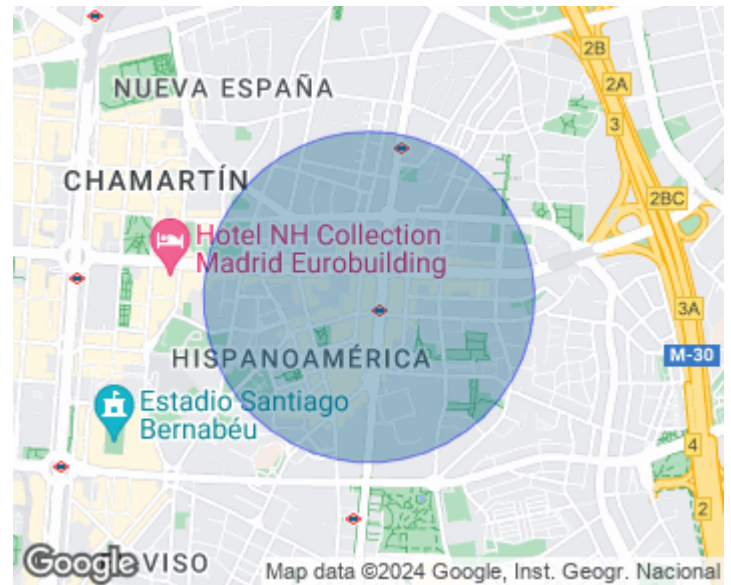 2B
NUEVA ESPAÑA
2A
3
CHAMARTÍN
2BC
Hotel NH Collection
Madrid Eurobuilding
3A
HISPANOAMÉRICA
M-30
Estadio Santiago
Bernabéu
4
2
Google
VISO
Map data ©2024 Google, Inst. Geogr. Nacional